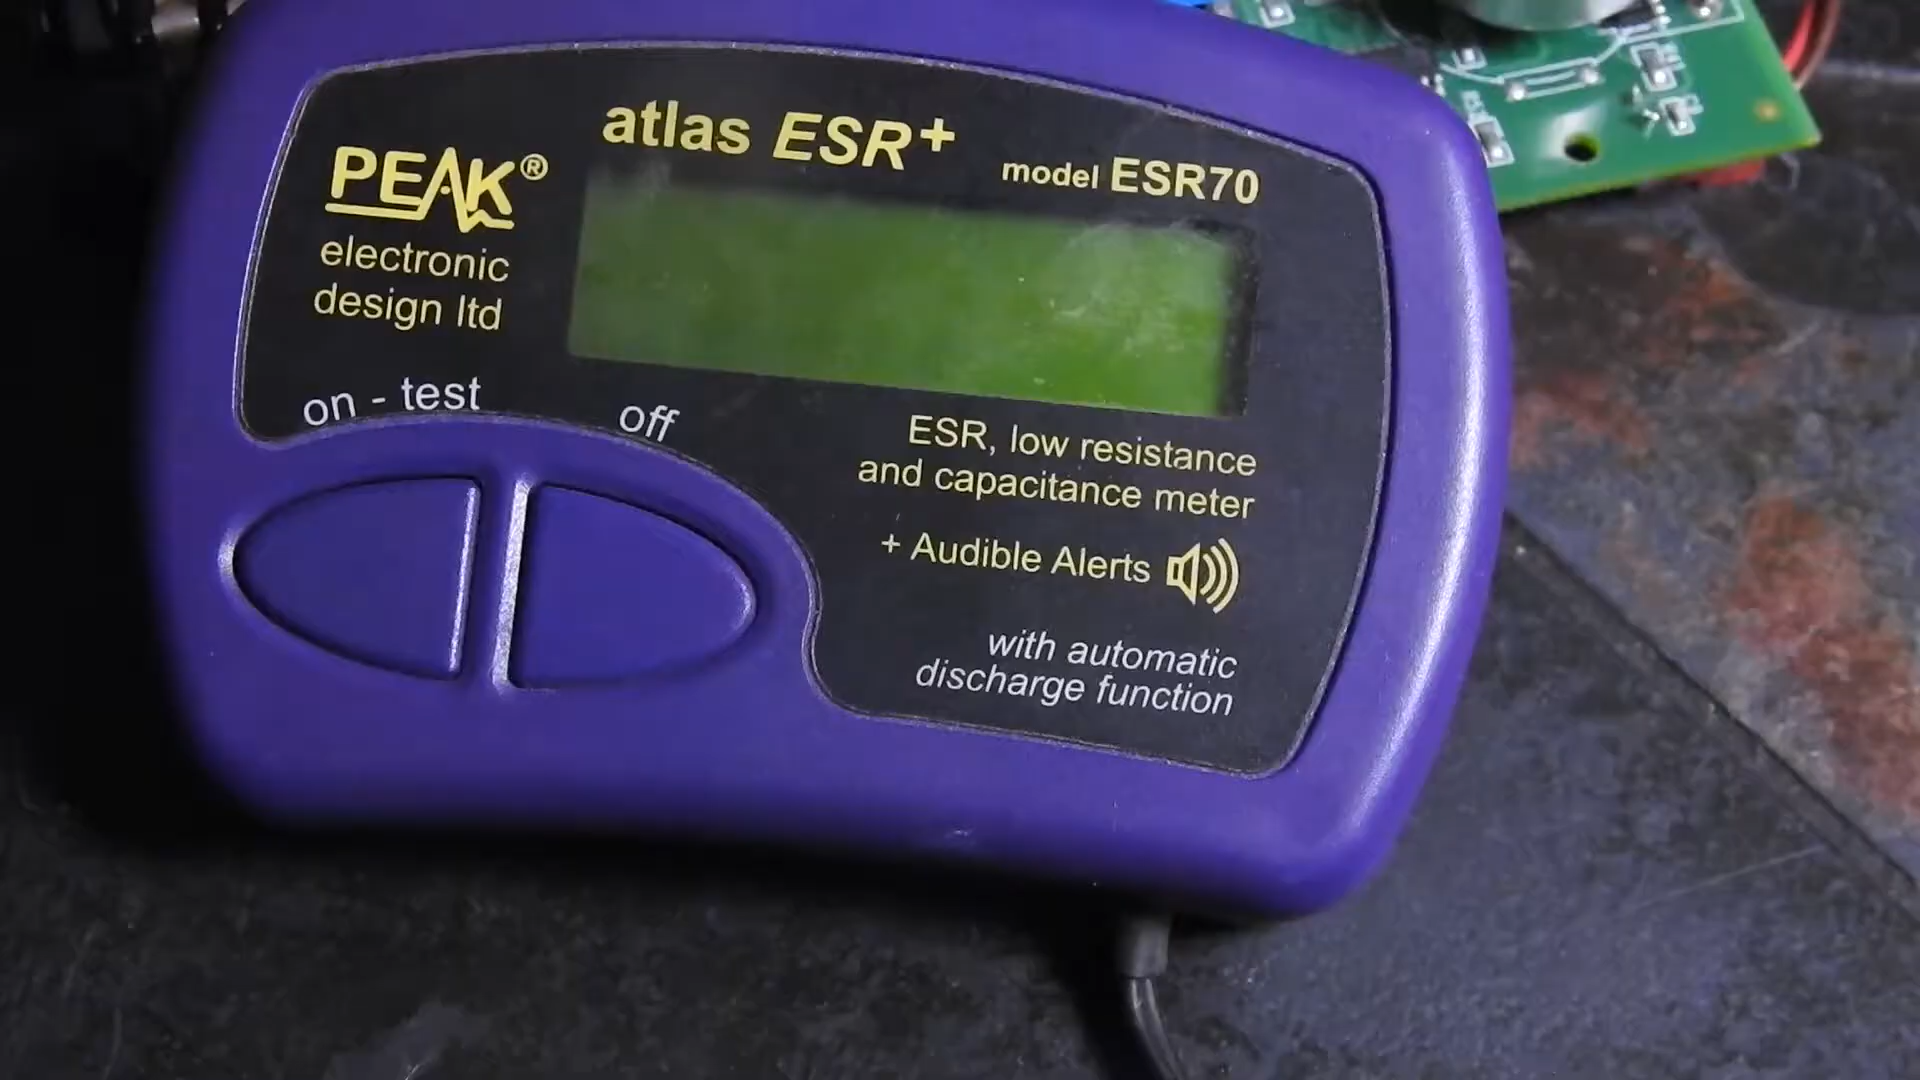 atlas ESR+
model ESR70
PEAK®
electronic
design ltd
on - test
off
ESR, low resistance
and capacitance meter
+ Audible Alerts
with automatic
discharge function